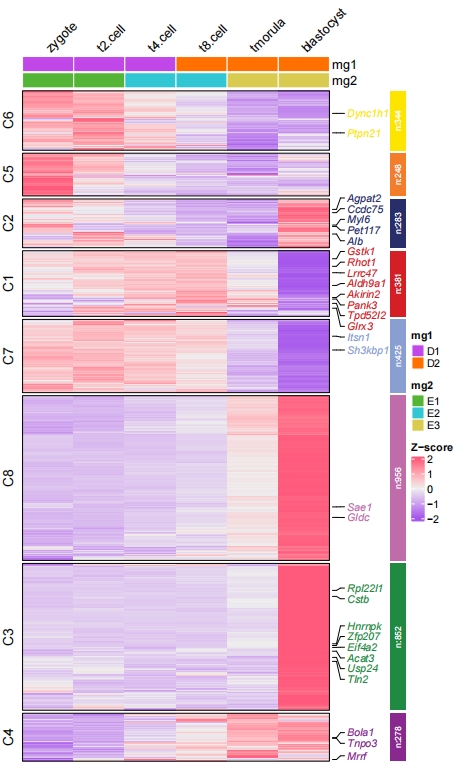 zygote t2.cell t4.cell t8.cell tmorula blastocyst
mg1
mg2
C6
Dync1h1
Ptpn21
n:344
C5
n:248
C2
Agpat2
Ccdc75
Myl6
Pet117
Alb
n:283
C1
Gstk1
Rhot1
Lrrc47
Aldh9a1
Akirin2
Pank3
Tpd52l2
Glrx3
n:381
C7
Itsn1
Sh3kbp1
n:425
mg1
D1
D2
mg2
E1
E2
E3
Z-score
2
1
0
-1
-2
C8
Sae1
Gldc
n:956
C3
Rpl22l1
Cstb
Hnrnpk
Zfp207
Eif4a2
Acat3
Usp24
Tln2
n:852
C4
Bola1
Tnpo3
Mrrf
n:278